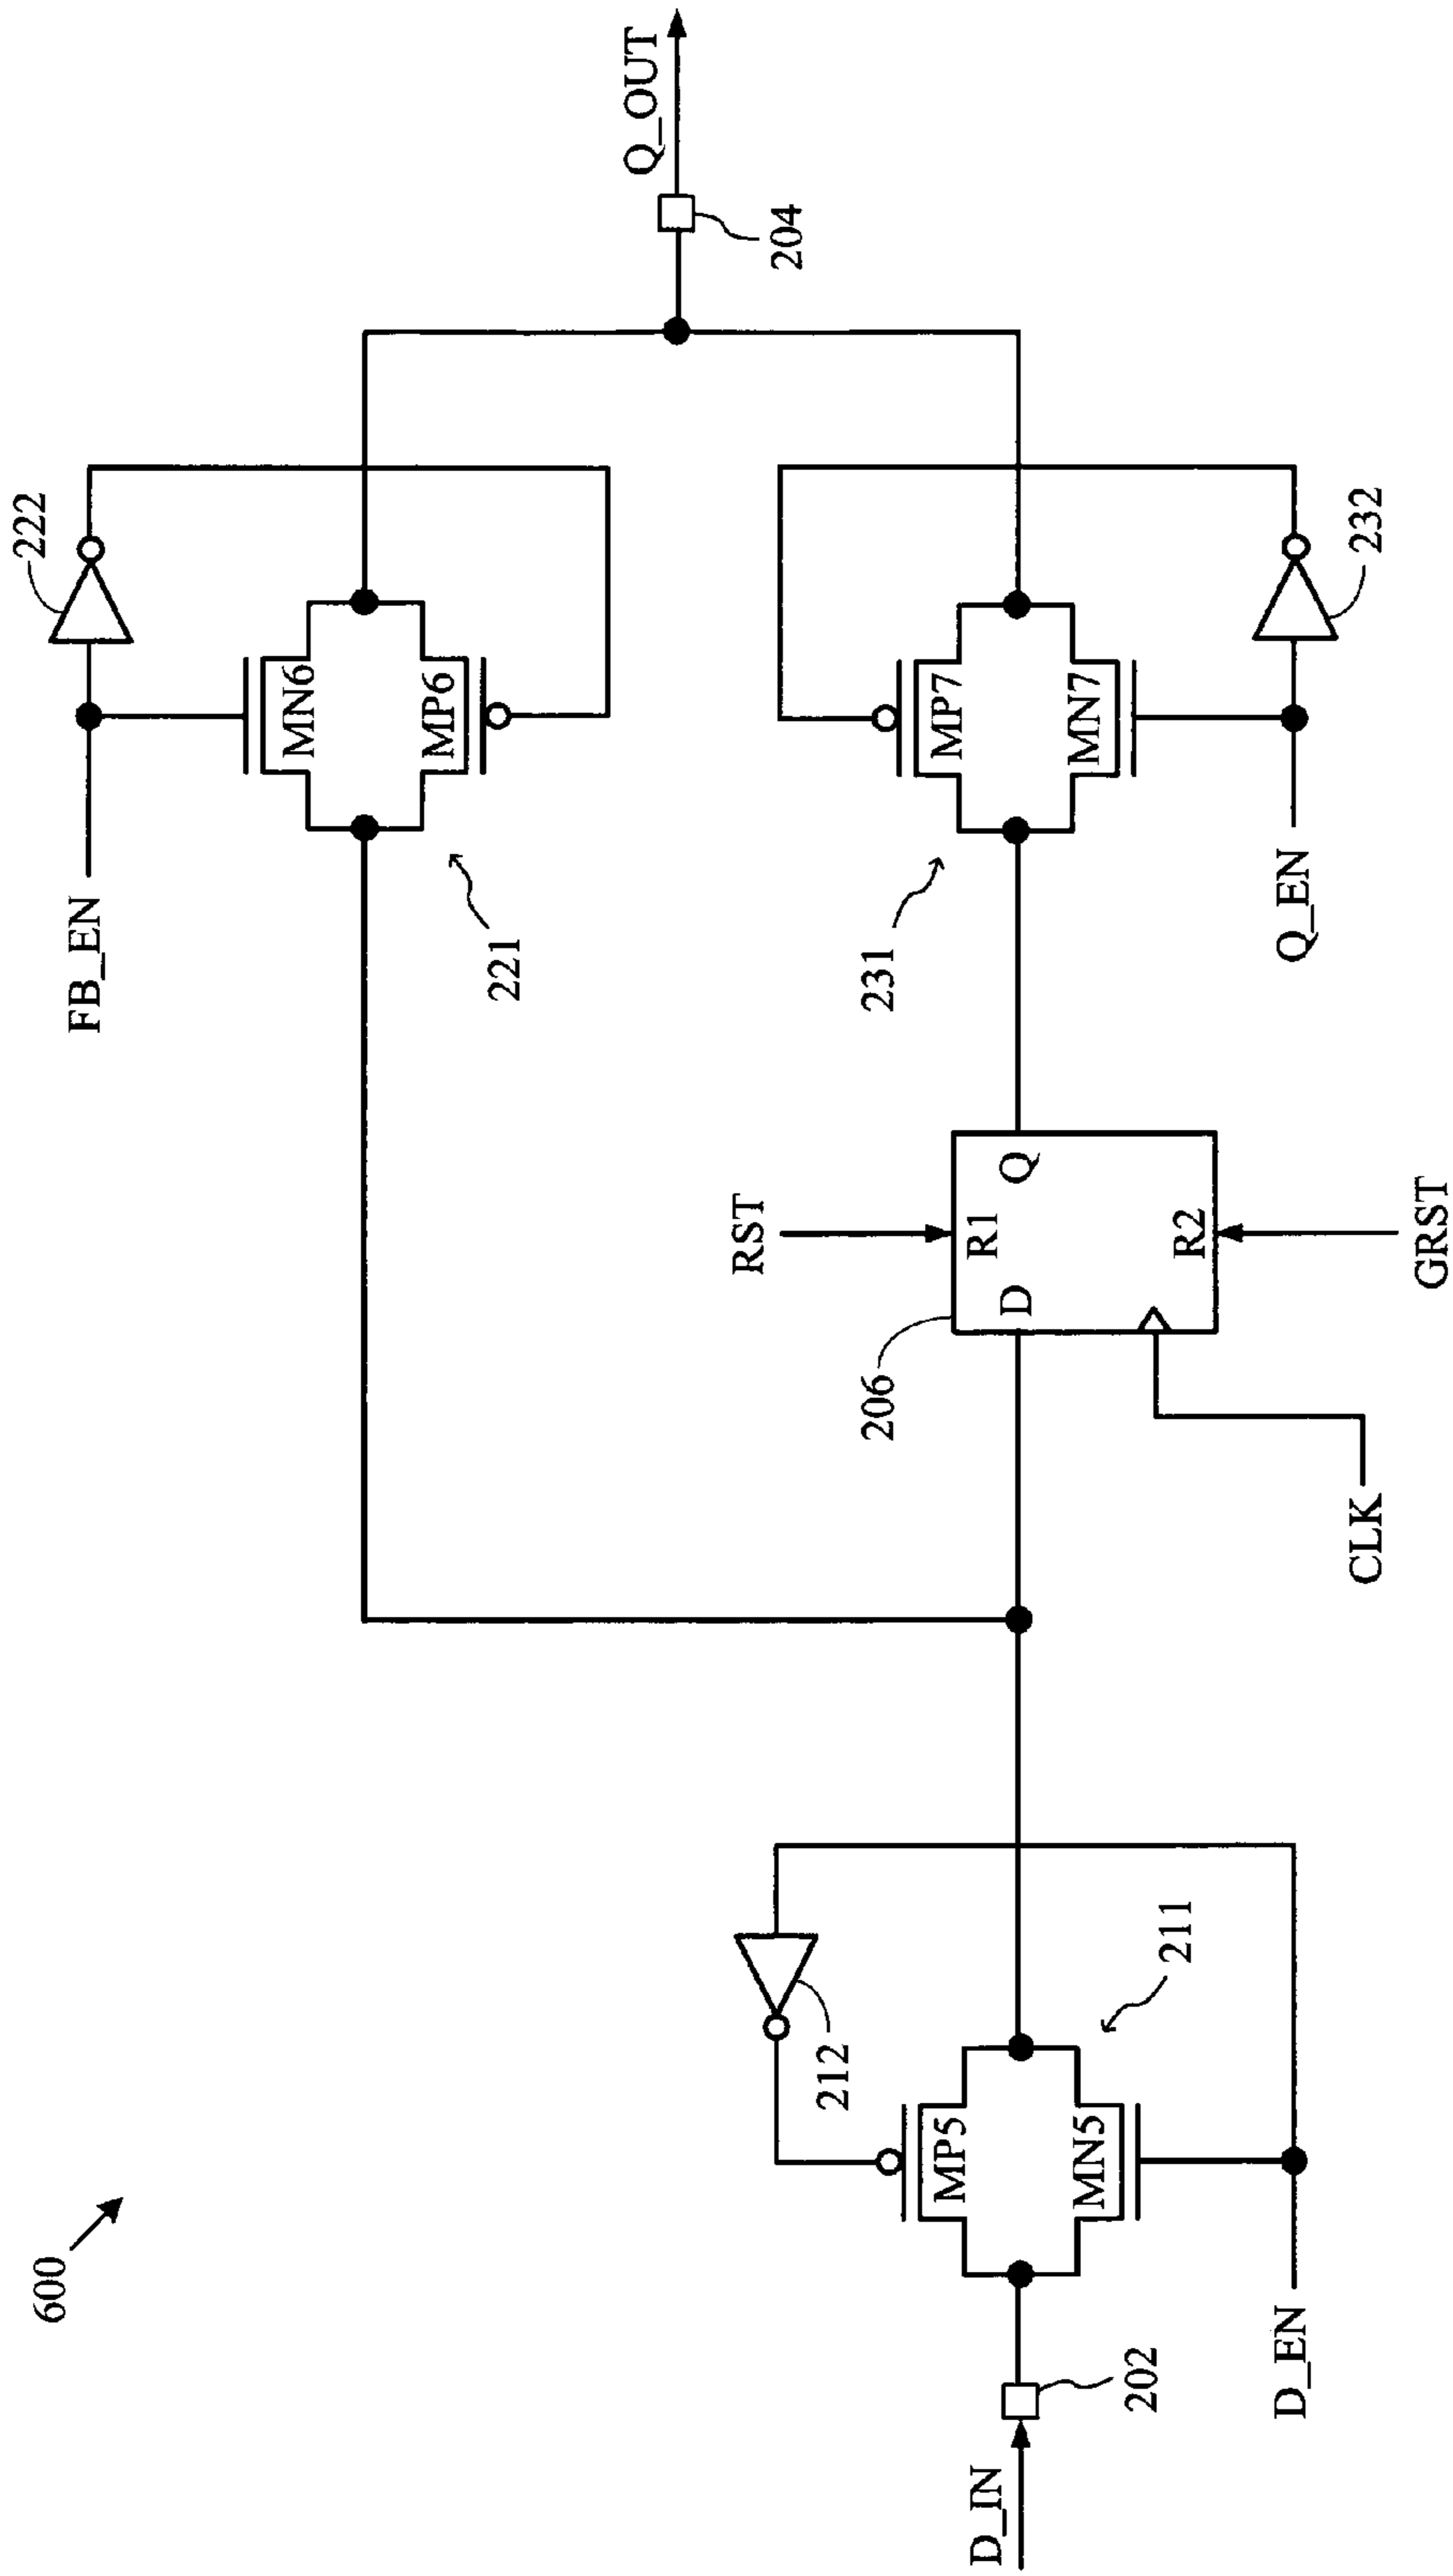 600
FB_EN
222
MN6
MP6
221
Q_OUT
204
D_IN
202
D_EN
212
MP5
MN5
211
206
RST
R1
D
Q
R2
CLK
GRST
231
MP7
MN7
Q_EN
232